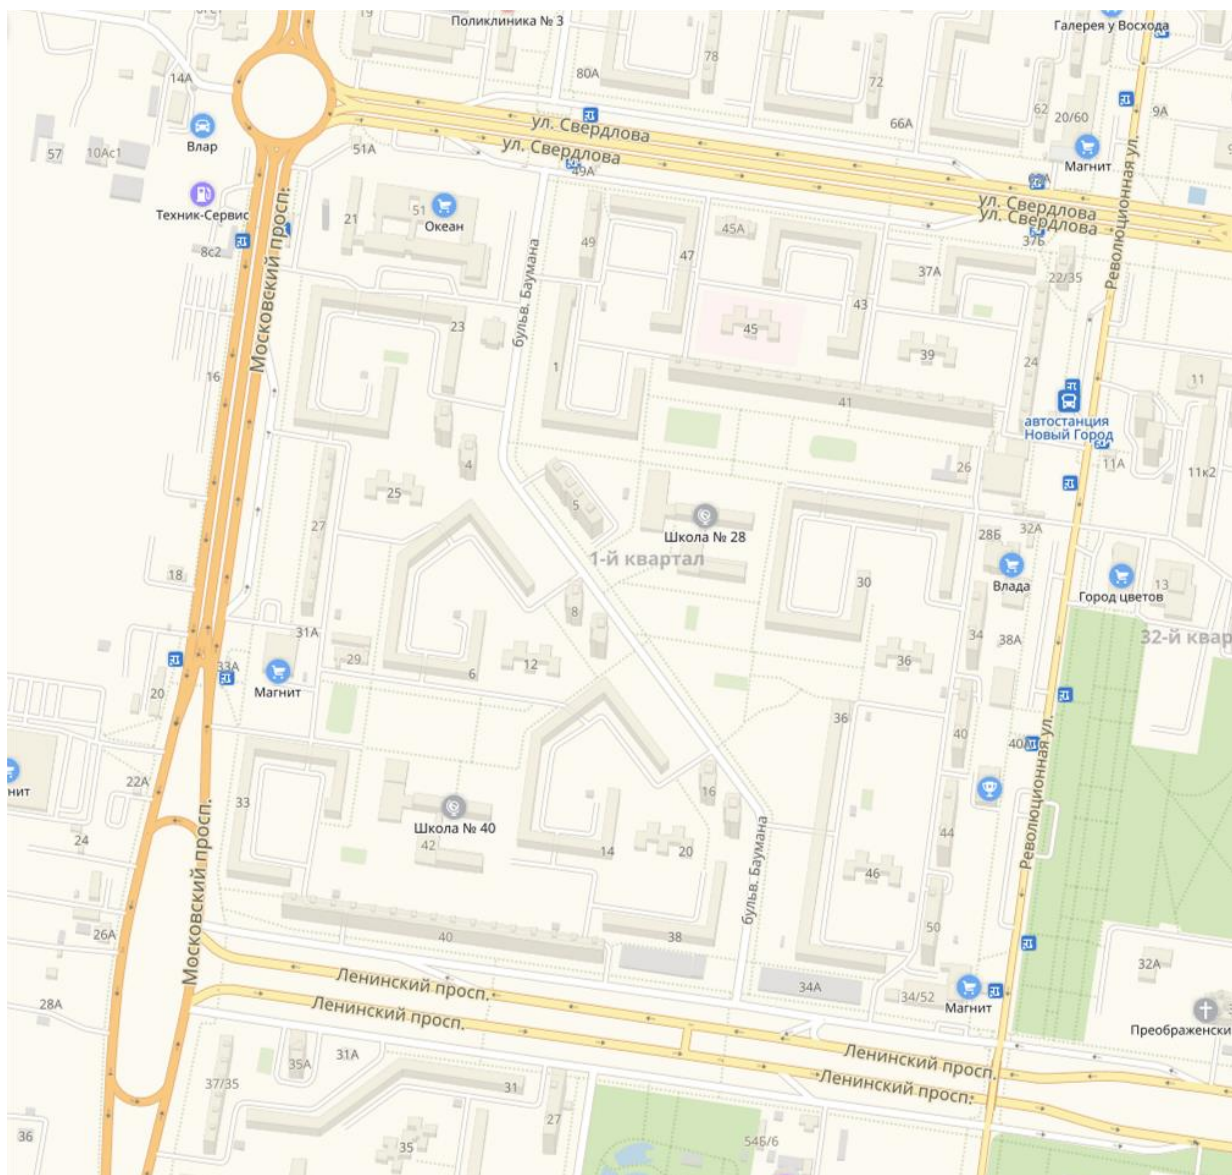 19
Поликлиника № 3
Галерея у Восхода
78
80А
72
14А
62
20/60
9А
66А
ул. Свердлова
Влар
57
10Ас1
51А
ул. Свердлова
49А
Магнит
Техник-Сервис
21
51
Океан
49
47
45А
ул. Свердлова
ул. Свердлова
37Б
8с2
Московский просп.
бульв. Баумана
Революционная ул.
37А
22/35
43
23
45
39
24
1
16
11
41
автостанция
Новый Город
4
26
11А
11к2
25
27
5
Школа № 28
32А
28Б
1-й квартал
Влада
18
30
13
Город цветов
8
31А
34
38А
32-й квар
29
12
36
33А
6
Магнит
20
36
40
40А
Революционная ул.
22А
нит
33
Московский просп.
16
Школа № 40
бульв. Баумана
24
42
14
20
44
46
26А
40
38
50
32А
Ленинский просп.
34А
34/52
28А
Магнит
Преображенски
Ленинский просп.
31А
35А
Ленинский просп.
37/35
31
Ленинский просп.
27
36
35
54Б/6